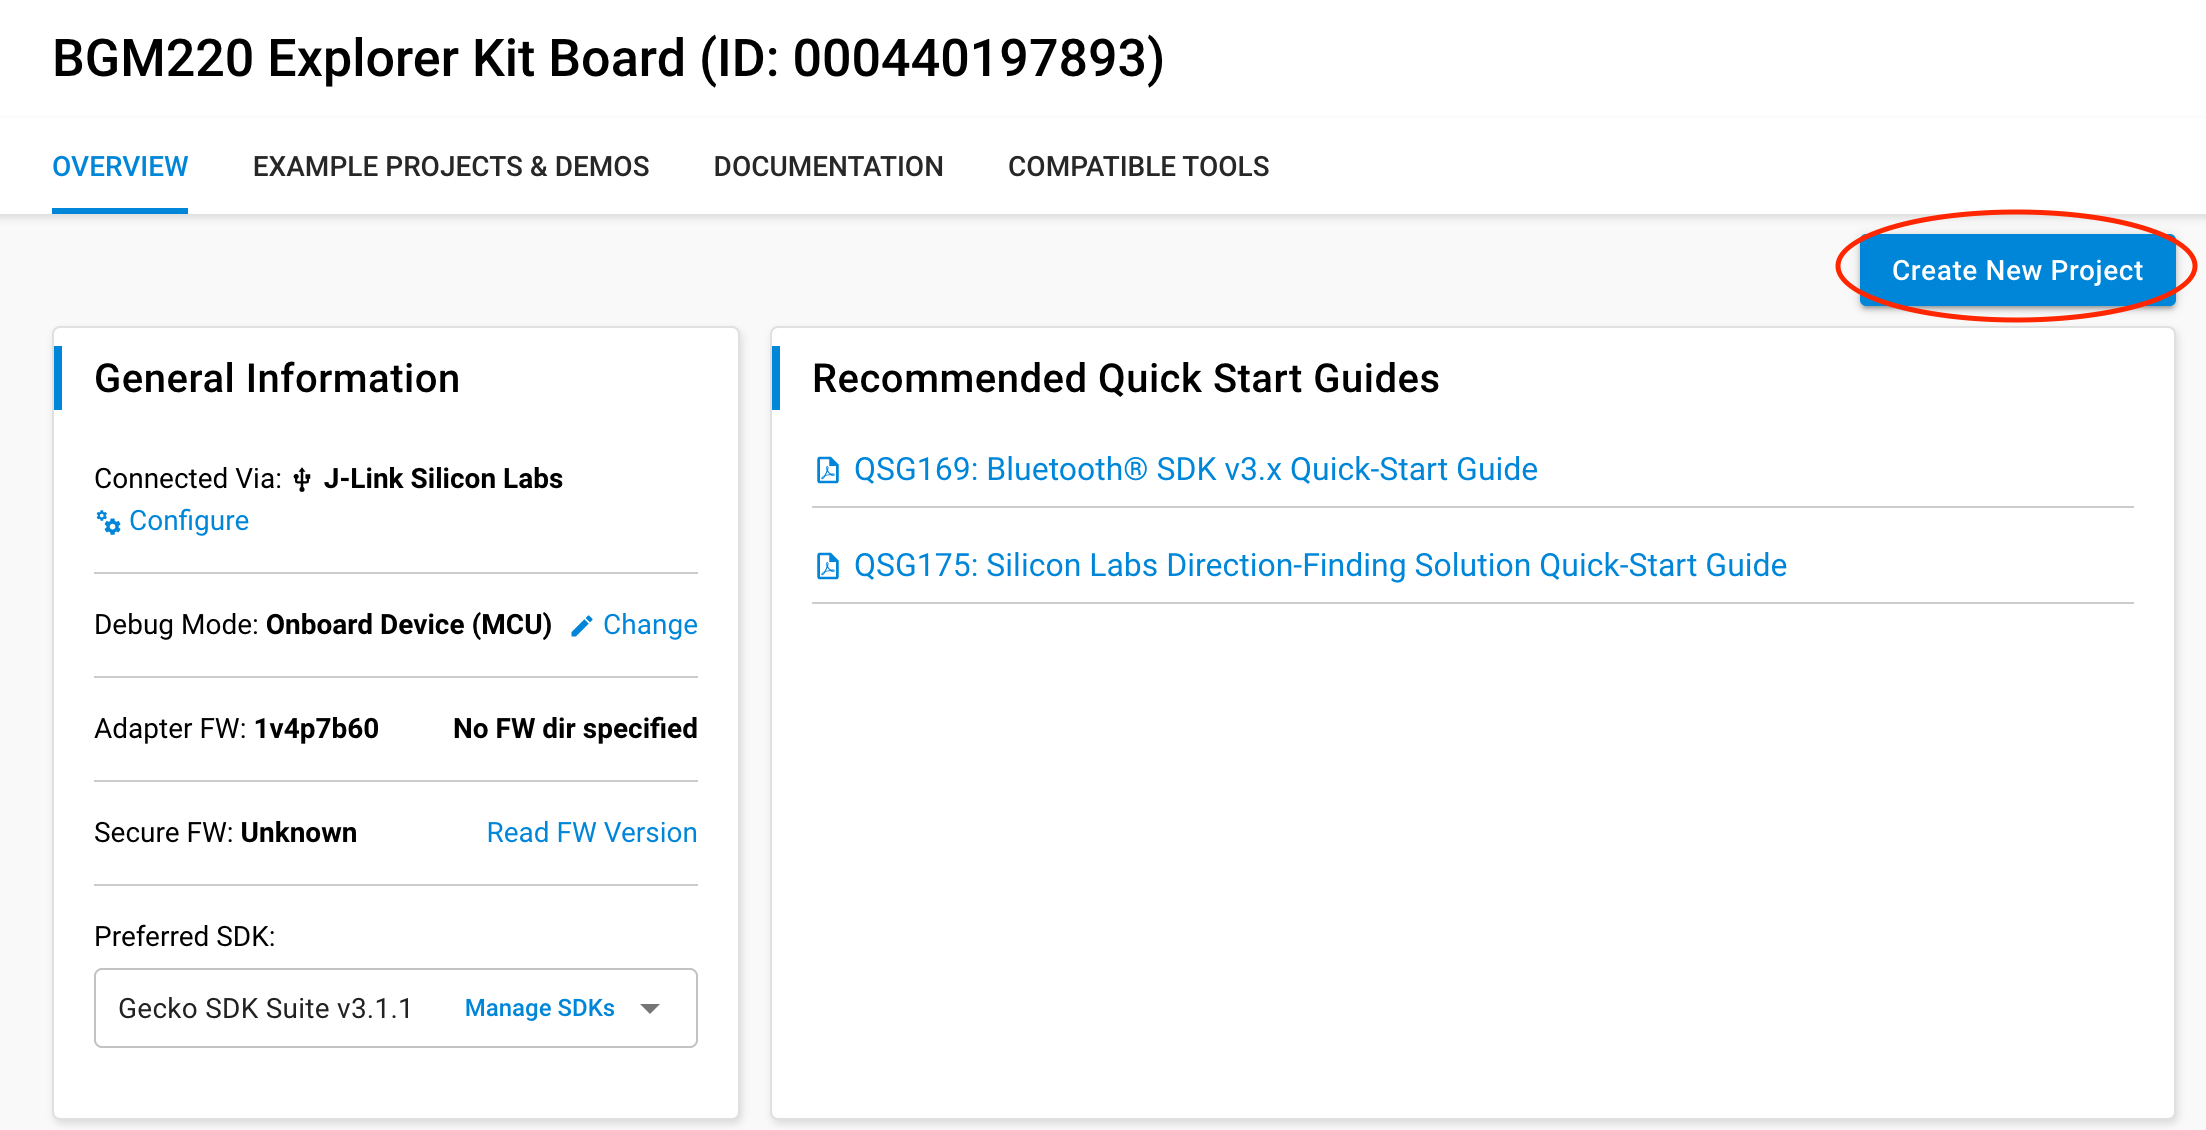 BGM220 Explorer Kit Board (ID: 000440197893)
OVERVIEW
EXAMPLE PROJECTS & DEMOS
DOCUMENTATION
COMPATIBLE TOOLS
Create New Project
General Information
Connected Via: J-Link Silicon Labs
Configure
Debug Mode: Onboard Device (MCU) Change
Adapter FW: 1v4p7b60 No FW dir specified
Secure FW: Unknown Read FW Version
Preferred SDK:
Gecko SDK Suite v3.1.1 Manage SDKs
Recommended Quick Start Guides
QSG169: Bluetooth® SDK v3.x Quick-Start Guide
QSG175: Silicon Labs Direction-Finding Solution Quick-Start Guide